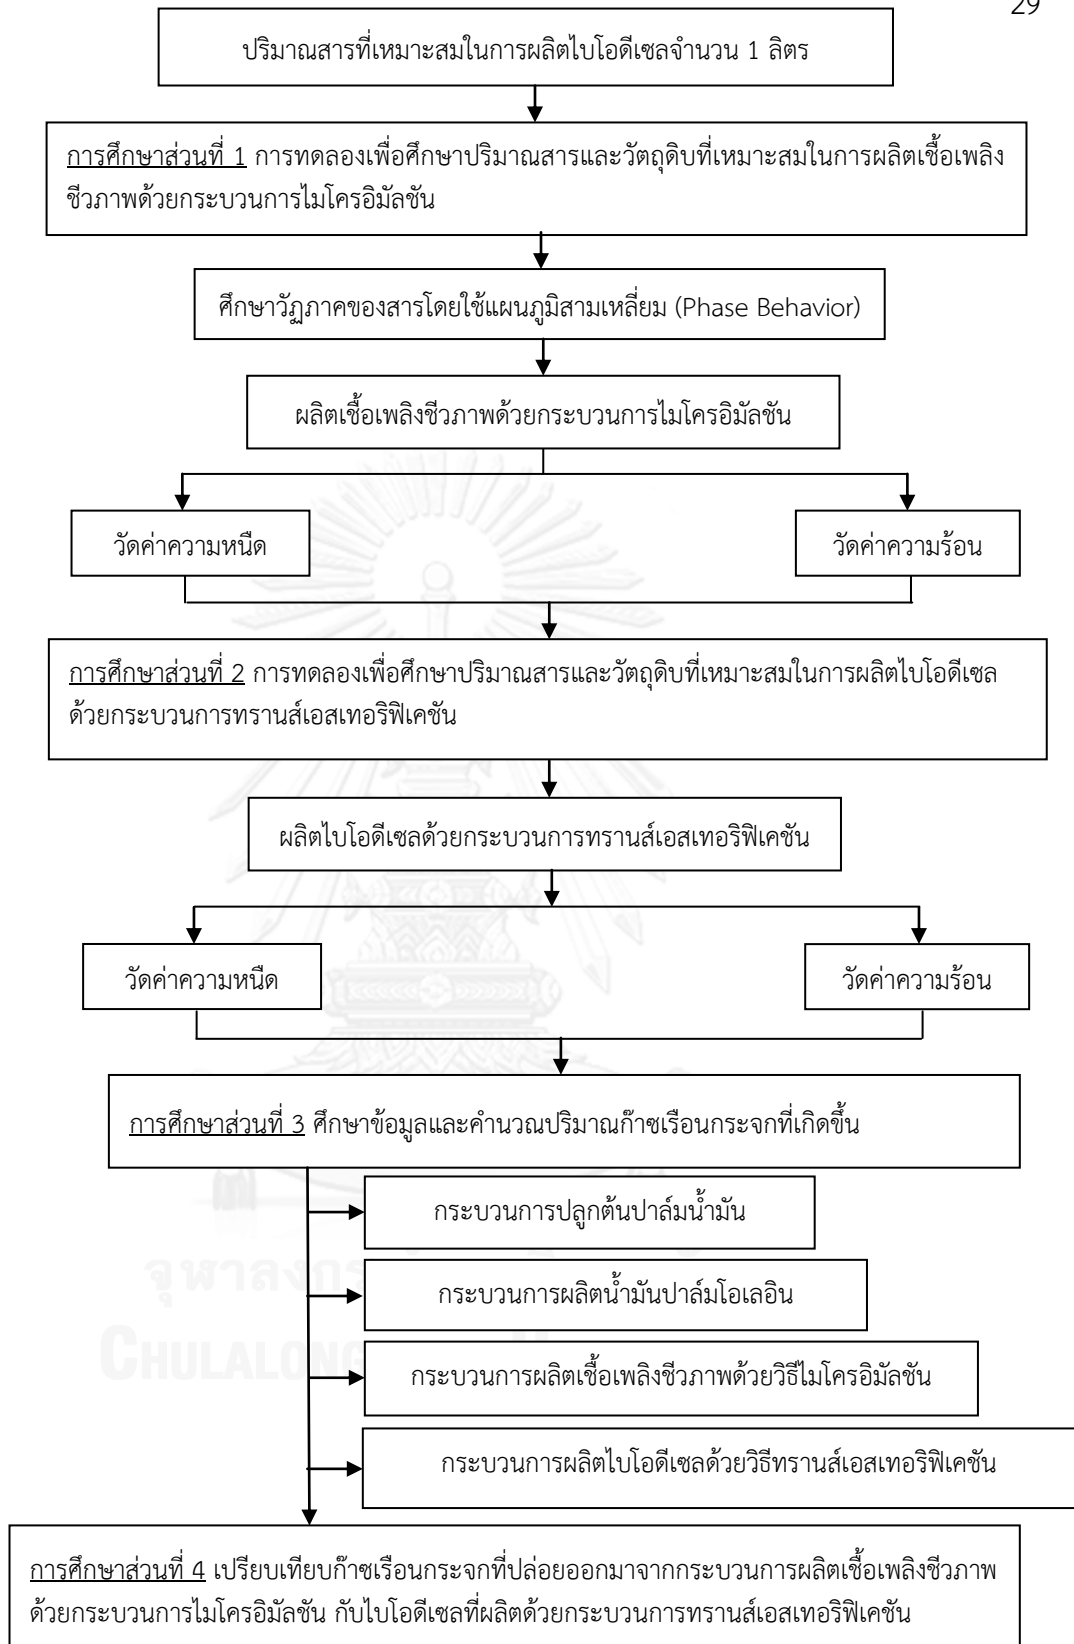 29
ปริมาณสารที่เหมาะสมในการผลิตไบโอดีเซลจำนวน 1 ลิตร
การศึกษาส่วนที่ 1 การทดลองเพื่อศึกษาปริมาณสารและวัตถุดิบที่เหมาะสมในการผลิตเชื้อเพลิง
ชีวภาพด้วยกระบวนการไมโครอิมัลชัน
ศึกษาวัฏภาคของสารโดยใช้แผนภูมิสามเหลี่ยม (Phase Behavior)
ผลิตเชื้อเพลิงชีวภาพด้วยกระบวนการไมโครอิมัลชัน
วัดค่าความหนืด
วัดค่าความร้อน
การศึกษาส่วนที่ 2 การทดลองเพื่อศึกษาปริมาณสารและวัตถุดิบที่เหมาะสมในการผลิตไบโอดีเซล
ด้วยกระบวนการทรานส์เอสเทอริฟิเคชัน
ผลิตไบโอดีเซลด้วยกระบวนการทรานส์เอสเทอริฟิเคชัน
วัดค่าความหนืด
วัดค่าความร้อน
การศึกษาส่วนที่ 3 ศึกษาข้อมูลและคำนวณปริมาณก๊าซเรือนกระจกที่เกิดขึ้น
กระบวนการปลูกต้นปาล์มน้ำมัน
กระบวนการผลิตน้ำมันปาล์มโอเลอิน
กระบวนการผลิตเชื้อเพลิงชีวภาพด้วยวิธีไมโครอิมัลชัน
กระบวนการผลิตไบโอดีเซลด้วยวิธีทรานส์เอสเทอริฟิเคชัน
การศึกษาส่วนที่ 4 เปรียบเทียบก๊าซเรือนกระจกที่ปล่อยออกมาจากกระบวนการผลิตเชื้อเพลิงชีวภาพ
ด้วยกระบวนการไมโครอิมัลชัน กับไบโอดีเซลที่ผลิตด้วยกระบวนการทรานส์เอสเทอริฟิเคชัน